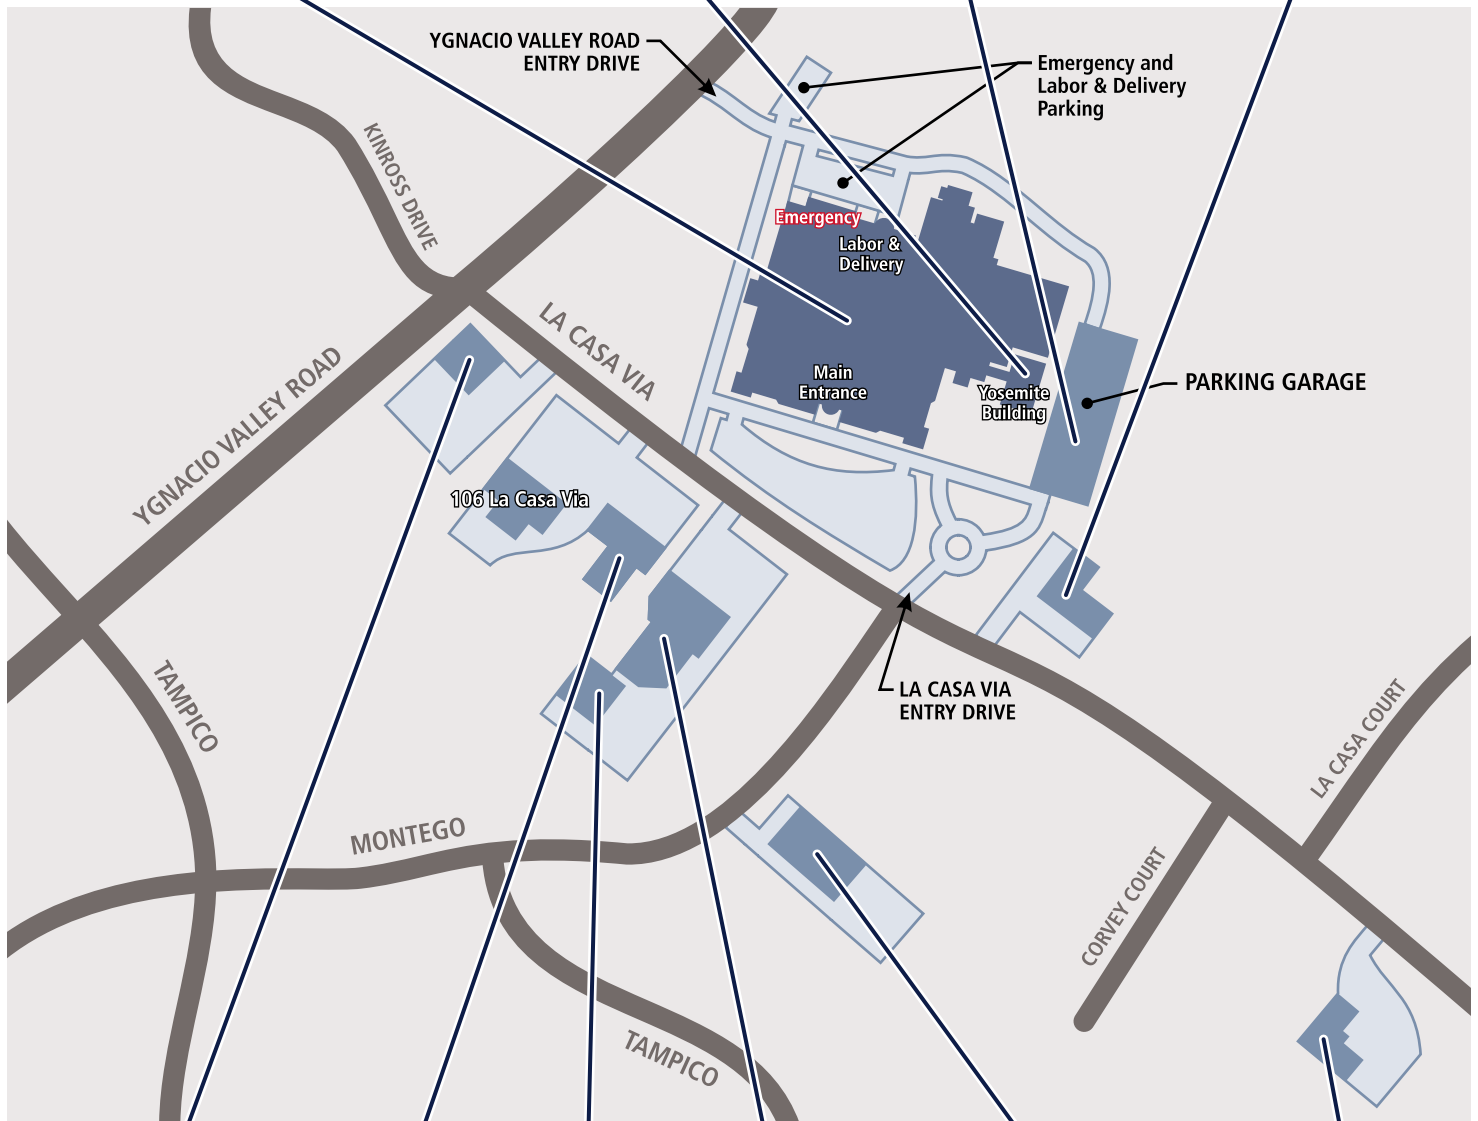 YGNACIO VALLEY ROAD
ENTRY DRIVE
Emergency and
Labor & Delivery
Parking
KINROSS DRIVE
Emergency
Labor &
Delivery
LA CASA VIA
YGNACIO VALLEY ROAD
Main
Entrance
Yosemite
Building
PARKING GARAGE
106 La Casa Via
TAMPICO
LA CASA VIA
ENTRY DRIVE
LA CASA COURT
MONTEGO
CORVEY COURT
TAMPICO